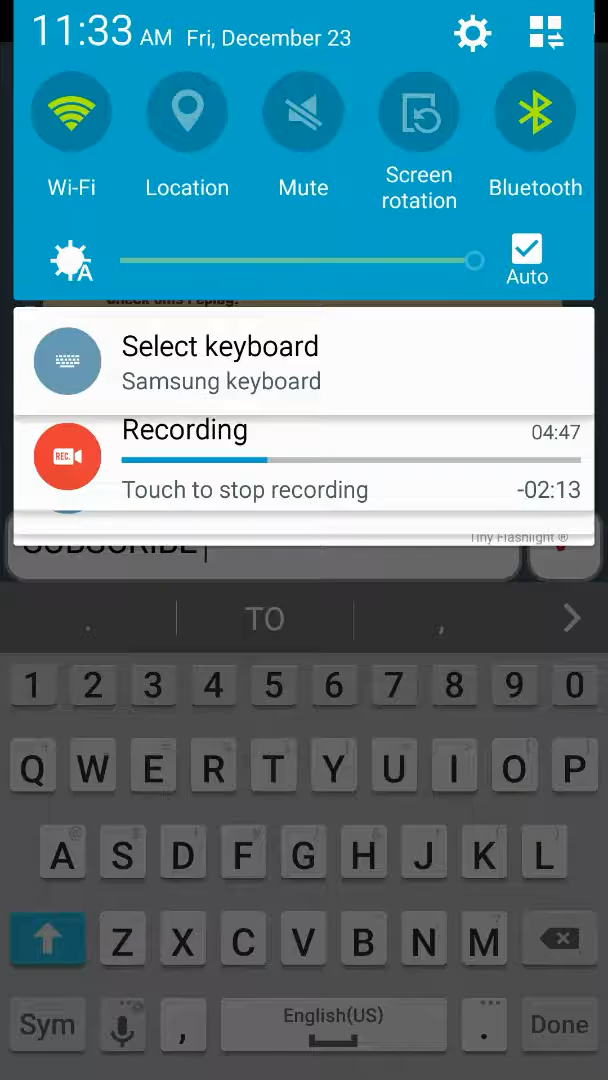 11:33 AM Fri, December 23
Wi-Fi
Location
Mute
Screen rotation
Bluetooth
A
Auto
Select keyboard
Samsung keyboard
REC.
Recording
04:47
Touch to stop recording
-02:13
Tiny Flashlight ®
SUBSCRIBE
. TO ,
1 2 3 4 5 6 7 8 9 0
Q W E R T Y U I O P
A S D F G H J K L
Z X C V B N M
Sym , English(US) . Done